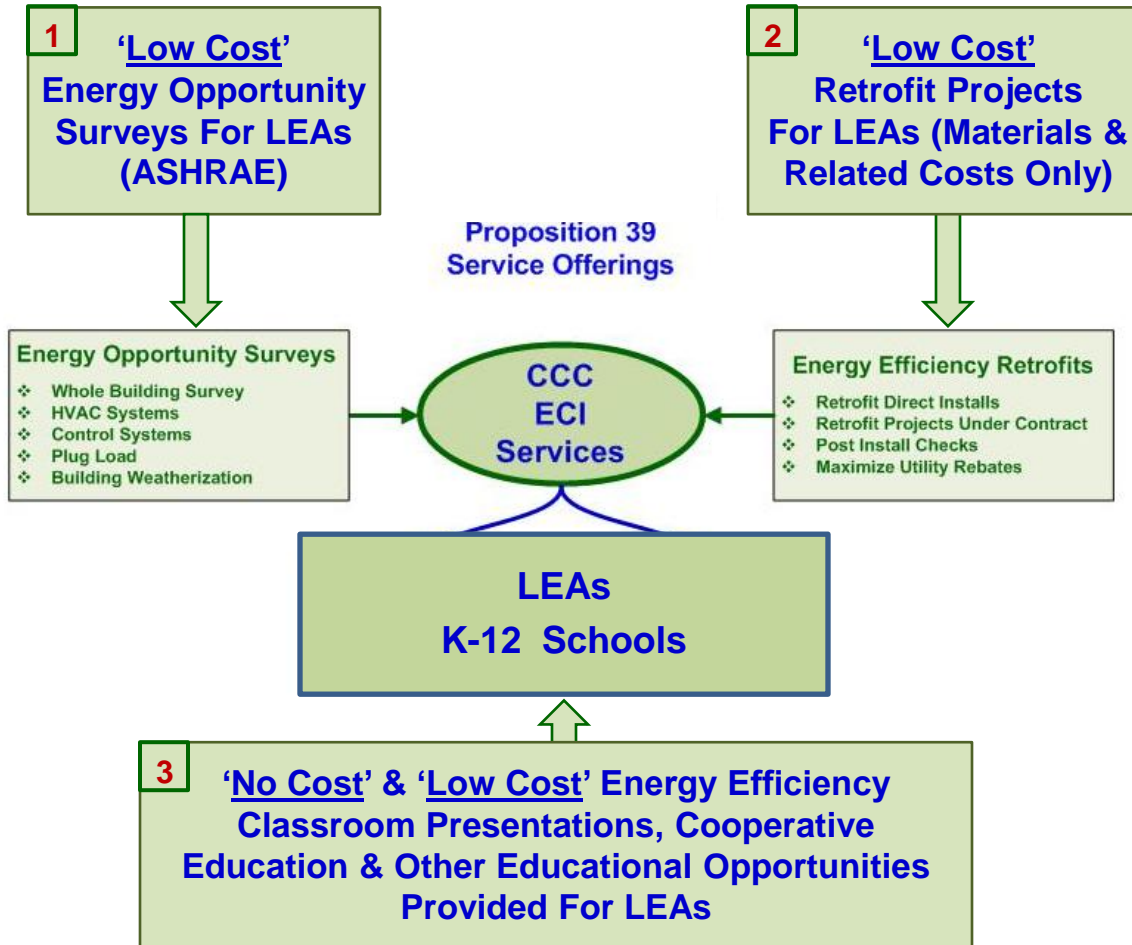 1
‘Low Cost’
Energy Opportunity
Surveys For LEAs
(ASHRAE)
2
‘Low Cost’
Retrofit Projects
For LEAs (Materials &
Related Costs Only)
Proposition 39
Service Offerings
Energy Opportunity Surveys
❖ Whole Building Survey
❖ HVAC Systems
❖ Control Systems
❖ Plug Load
❖ Building Weatherization
CCC
ECI
Services
Energy Efficiency Retrofits
❖ Retrofit Direct Installs
❖ Retrofit Projects Under Contract
❖ Post Install Checks
❖ Maximize Utility Rebates
LEAs
K-12 Schools
3
‘No Cost’ & ‘Low Cost’ Energy Efficiency
Classroom Presentations, Cooperative
Education & Other Educational Opportunities
Provided For LEAs